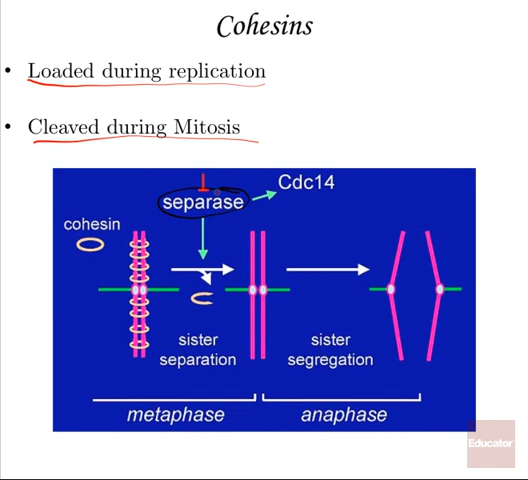 Cohesins
• Loaded during replication
• Cleaved during Mitosis
Cdc14
separase
cohesin
sister
separation
sister
segregation
metaphase
anaphase
Educator